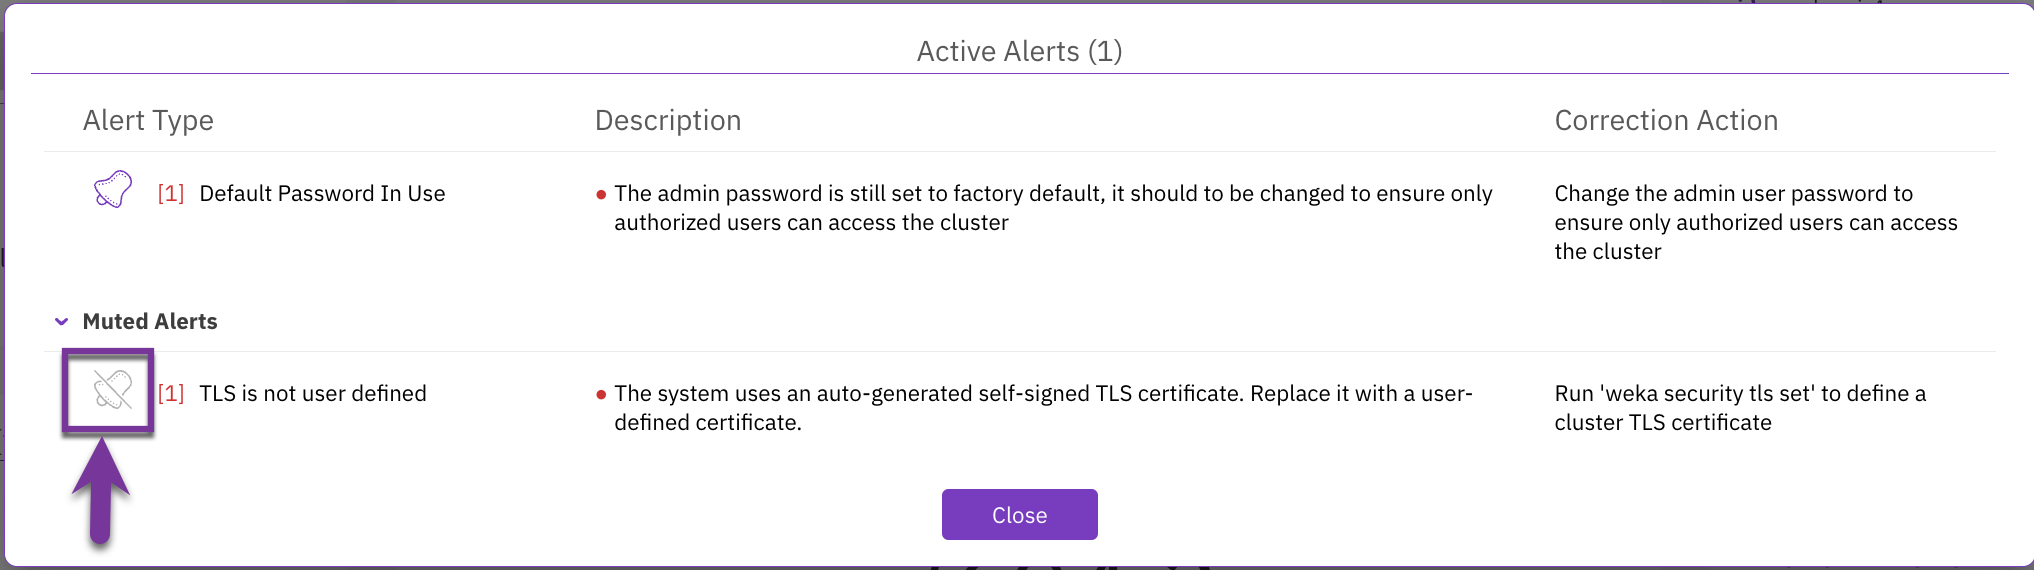 Active Alerts (1)
Alert Type Description Correction Action
[1] Default Password In Use
The admin password is still set to factory default, it should to be changed to ensure only
authorized users can access the cluster
Change the admin user password to
ensure only authorized users can access
the cluster
Muted Alerts
[1] TLS is not user defined
The system uses an auto-generated self-signed TLS certificate. Replace it with a user-
defined certificate.
Run 'weka security tls set' to define a
cluster TLS certificate
Close